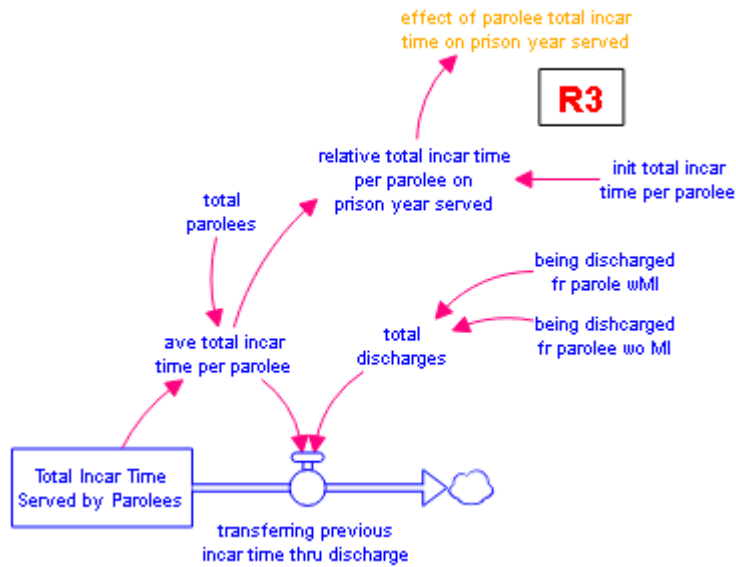 effect of parolee total incar
time on prison year served
R3
relative total incar time
per parolee on
prison year served
init total incar
time per parolee
total
parolees
being discharged
fr parole wMI
being dishcarged
fr parolee wo MI
total
discharges
ave total incar
time per parolee
Total Incar Time
Served by Parolees
transferring previous
incar time thru discharge